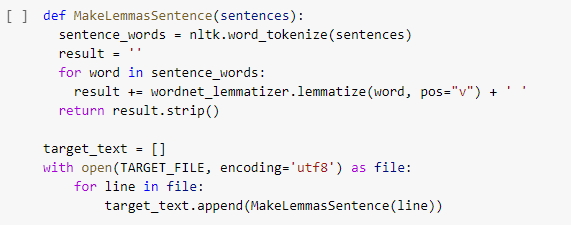 [ ] def MakeLemmasSentence(sentences):
      sentence_words = nltk.word_tokenize(sentences)
      result = ''
      for word in sentence_words:
        result += wordnet_lemmatizer.lemmatize(word, pos="v") + ' '
      return result.strip()

    target_text = []
    with open(TARGET_FILE, encoding='utf8') as file:
        for line in file:
            target_text.append(MakeLemmasSentence(line))